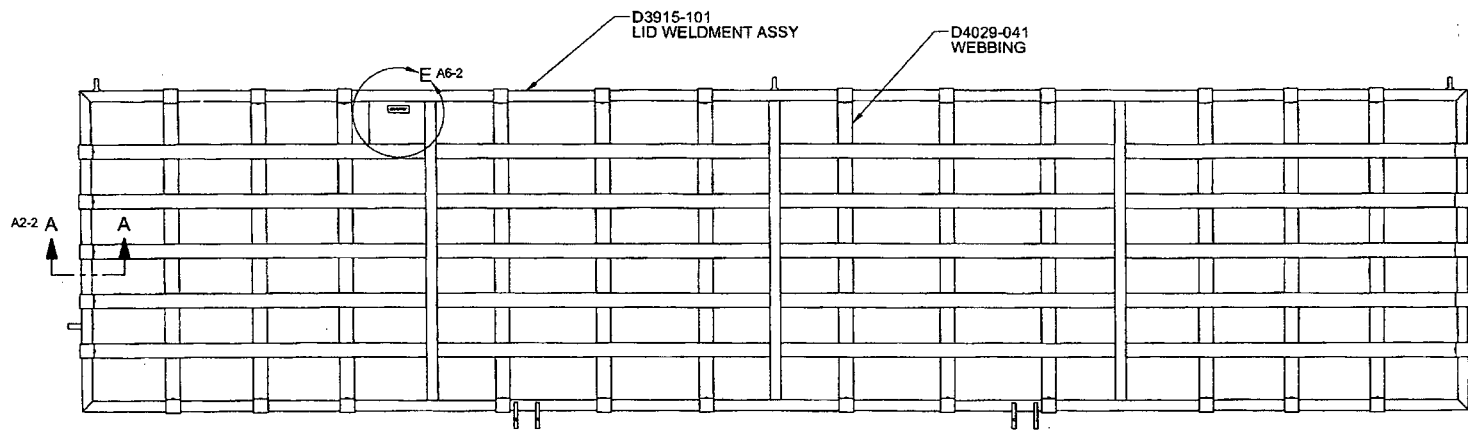 D3915-101
LID WELDMENT ASSY
D4029-041
WEBBING
E A6-2
A2-2 A A